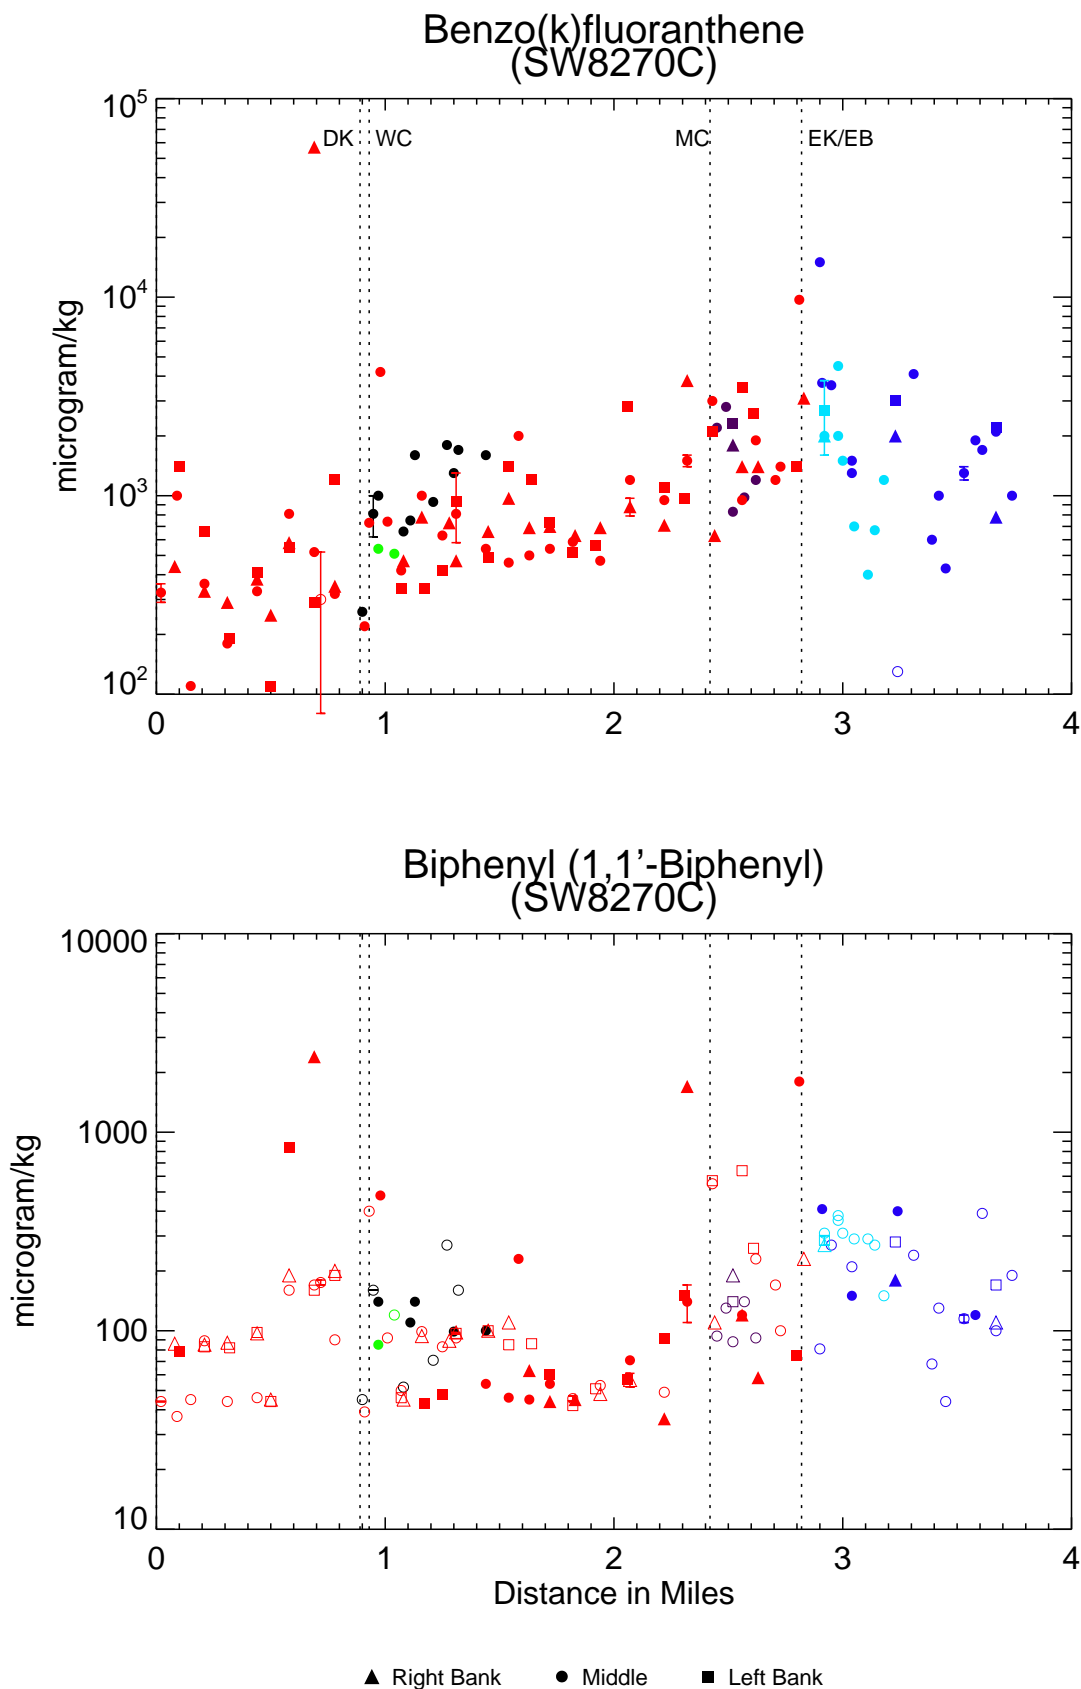 Benzo(k)fluoranthene
(SW8270C)
10^5
DK WC MC EK/EB
10^4
microgram/kg
10^3
10^2
0 1 2 3 4
Biphenyl (1,1'-Biphenyl)
(SW8270C)
10000
1000
microgram/kg
100
10
0 1 2 3 4
Distance in Miles
Right Bank Middle Left Bank